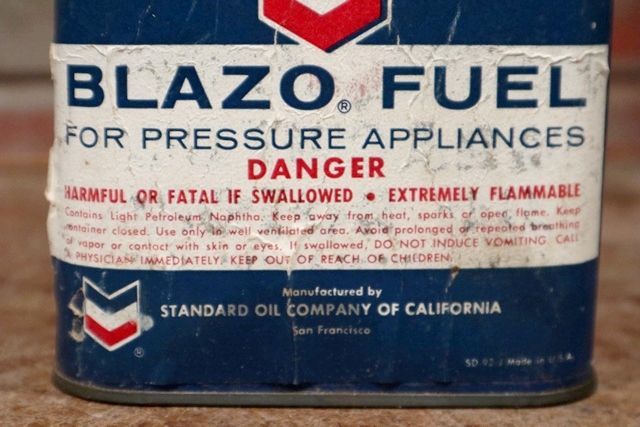 BLAZO® FUEL
FOR PRESSURE APPLIANCES
DANGER
HARMFUL OR FATAL IF SWALLOWED • EXTREMELY FLAMMABLE
Contains Light Petroleum Naphtha. Keep away from heat, sparks or open flame. Keep
container closed. Use only in well ventilated area. Avoid prolonged or repeated breathing
of vapor or contact with skin or eyes. If swallowed, DO NOT INDUCE VOMITING. CALL
A PHYSICIAN IMMEDIATELY. KEEP OUT OF REACH OF CHILDREN.
Manufactured by
STANDARD OIL COMPANY OF CALIFORNIA
San Francisco
®
Made in U.S.A.